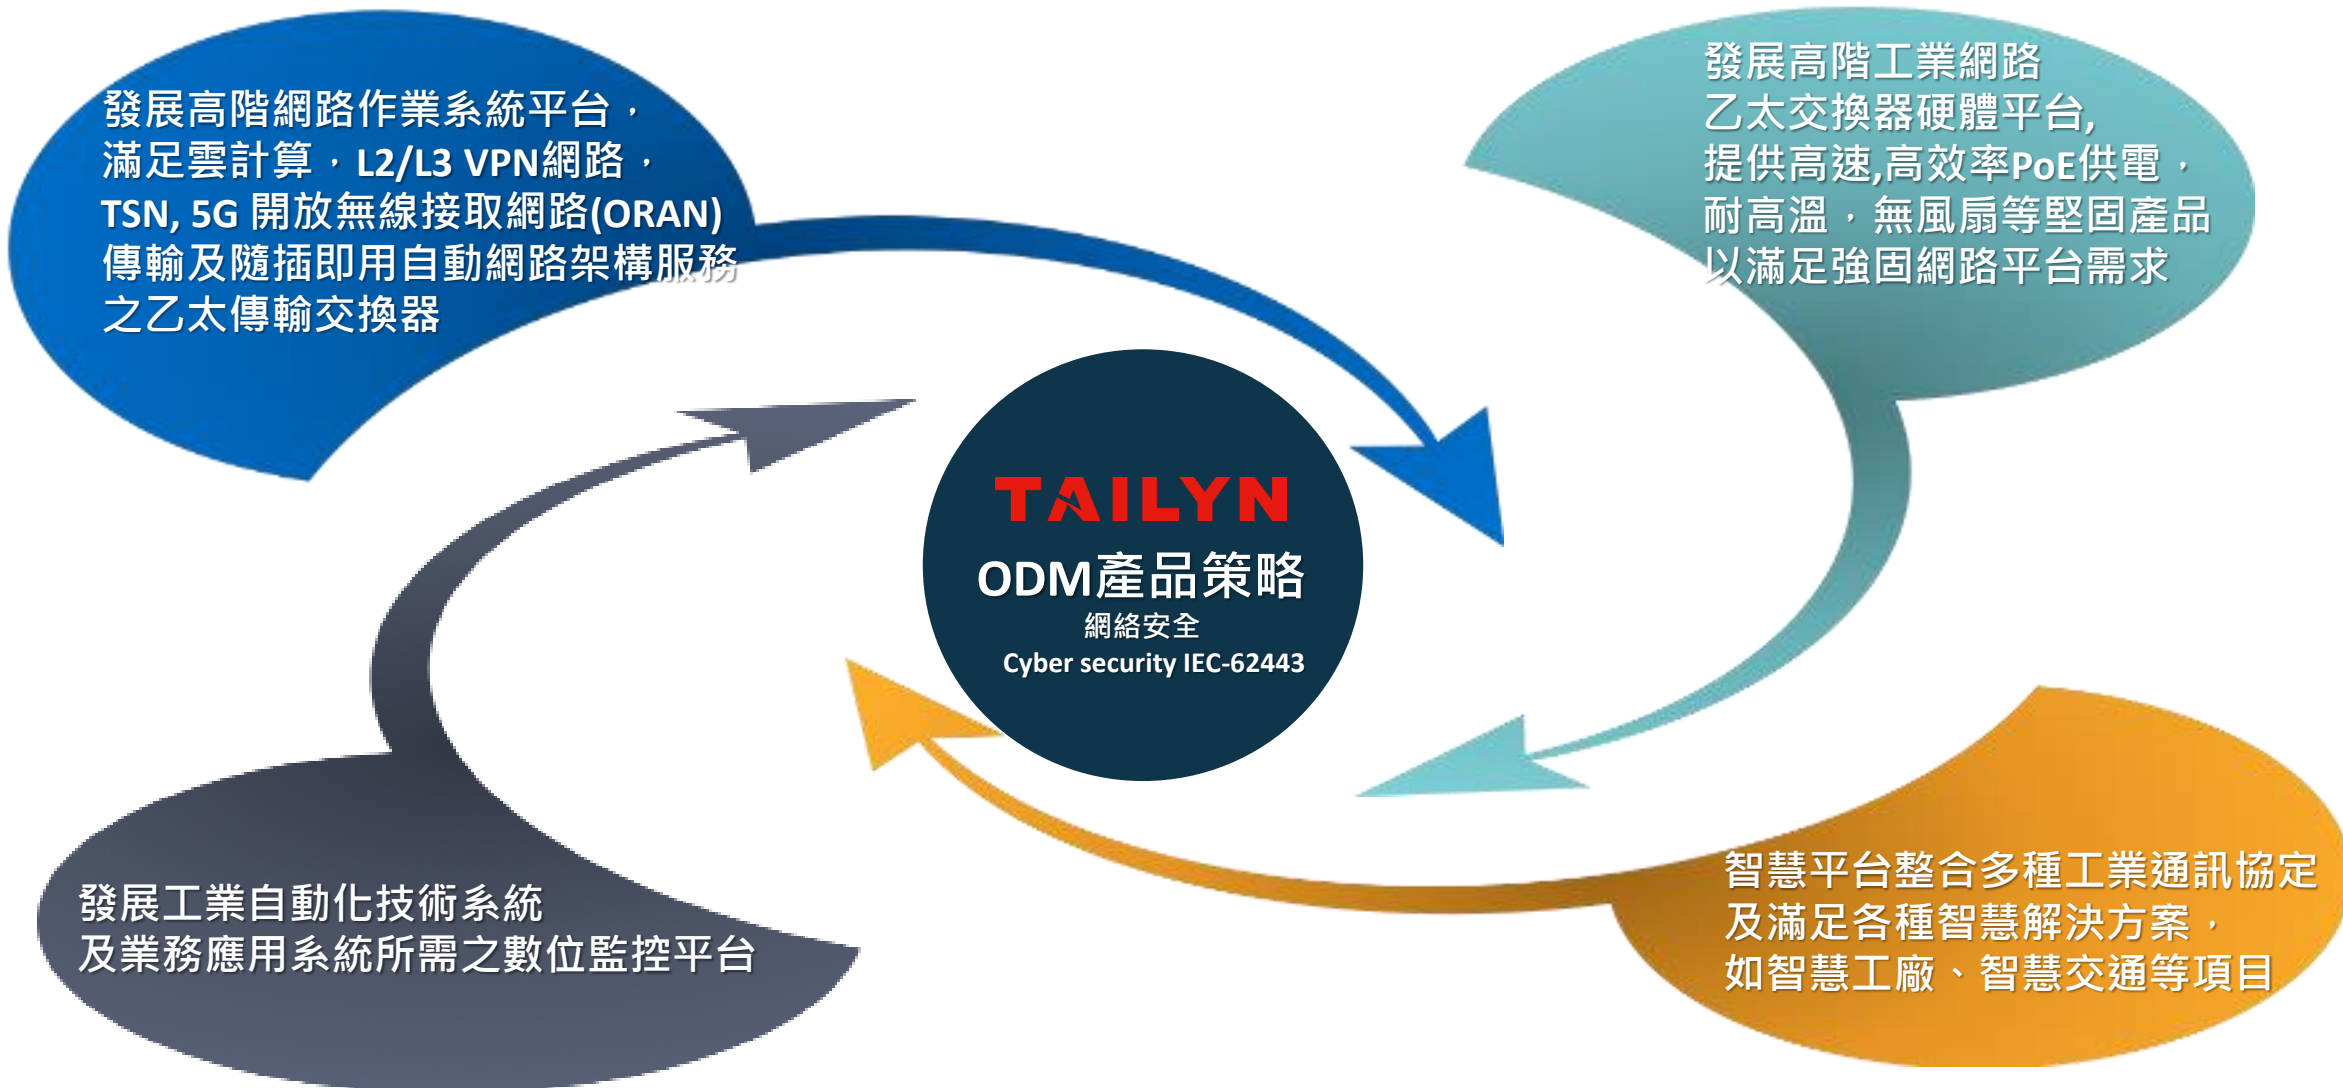 發展高階網路作業系統平台，
滿足雲計算，L2/L3 VPN網路，
TSN, 5G 開放無線接取網路(ORAN)
傳輸及隨插即用自動網路架構服務
之乙太傳輸交換器
發展高階工業網路
乙太交換器硬體平台,
提供高速,高效率PoE供電，
耐高溫，無風扇等堅固產品
以滿足強固網路平台需求
TAILYN
ODM產品策略
網絡安全
Cyber security IEC-62443
發展工業自動化技術系統
及業務應用系統所需之數位監控平台
智慧平台整合多種工業通訊協定
及滿足各種智慧解決方案，
如智慧工廠、智慧交通等項目